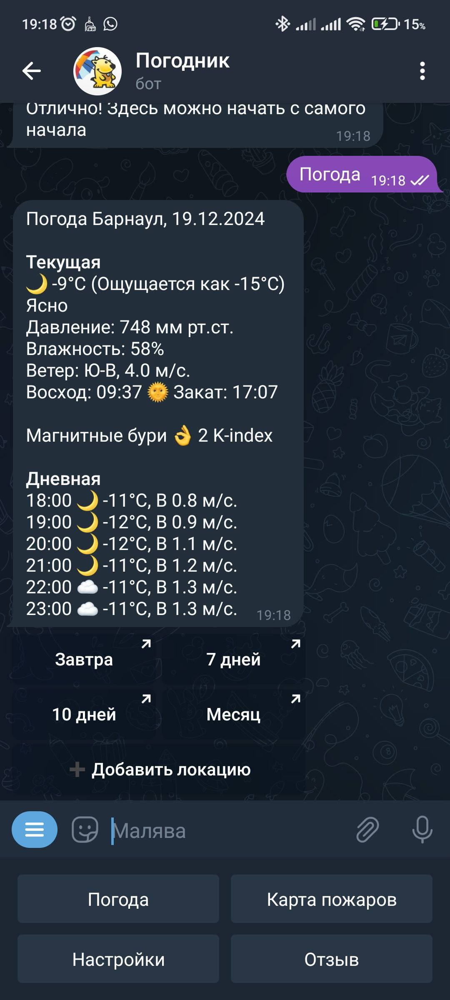 19:18
15%
Погодник
бот
Отлично! Здесь можно начать с самого
начала
19:18
Погода 19:18
Погода Барнаул, 19.12.2024
Текущая
🌙 -9°C (Ощущается как -15°C)
Ясно
Давление: 748 мм рт.ст.
Влажность: 58%
Ветер: Ю-В, 4.0 м/с.
Восход: 09:37 🌞 Закат: 17:07
Магнитные бури 👌 2 K-index
Дневная
18:00 🌙 -11°C, В 0.8 м/с.
19:00 🌙 -12°C, В 0.9 м/с.
20:00 🌙 -12°C, В 1.1 м/с.
21:00 🌙 -11°C, В 1.2 м/с.
22:00 ☁️ -11°C, В 1.3 м/с.
23:00 ☁️ -11°C, В 1.3 м/с.
19:18
Завтра
7 дней
10 дней
Месяц
➕ Добавить локацию
Малява
Погода
Карта пожаров
Настройки
Отзыв